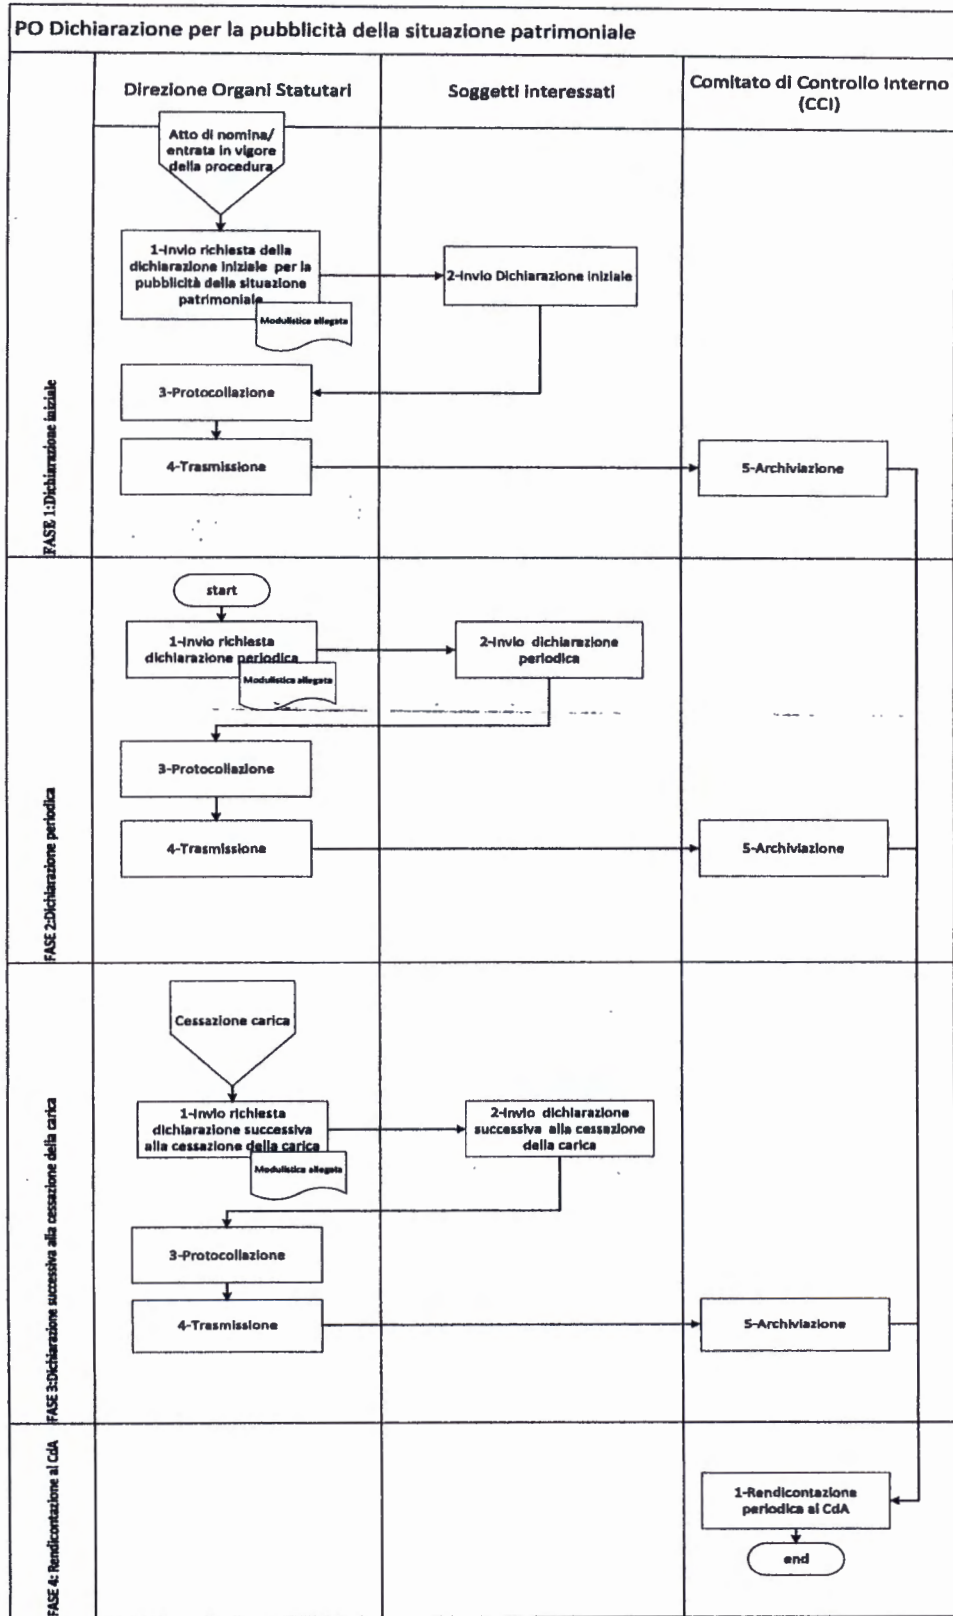 PO Dichiarazione per la pubblicità della situazione patrimoniale
Direzione Organi Statutari
Soggetti interessati
Comitato di Controllo Interno
(CCI)
FASE 1:Dichiarazione iniziale
Atto di nomina/
entrata in vigore
della procedura
1-Invio richiesta della
dichiarazione iniziale per la
pubblicità della situazione
patrimoniale
Modulistica allegata
2-Invio Dichiarazione iniziale
3-Protocollazione
4-Trasmissione
5-Archiviazione
FASE 2:Dichiarazione periodica
start
1-Invio richiesta
dichiarazione periodica
Modulistica allegata
2-Invio dichiarazione
periodica
3-Protocollazione
4-Trasmissione
5-Archiviazione
FASE 3:Dichiarazione successiva alla cessazione della carica
Cessazione carica
1-Invio richiesta
dichiarazione successiva
alla cessazione della carica
Modulistica allegata
2-Invio dichiarazione
successiva alla cessazione
della carica
3-Protocollazione
4-Trasmissione
5-Archiviazione
FASE 4: Rendicontazione al CdA
1-Rendicontazione
periodica al CdA
end